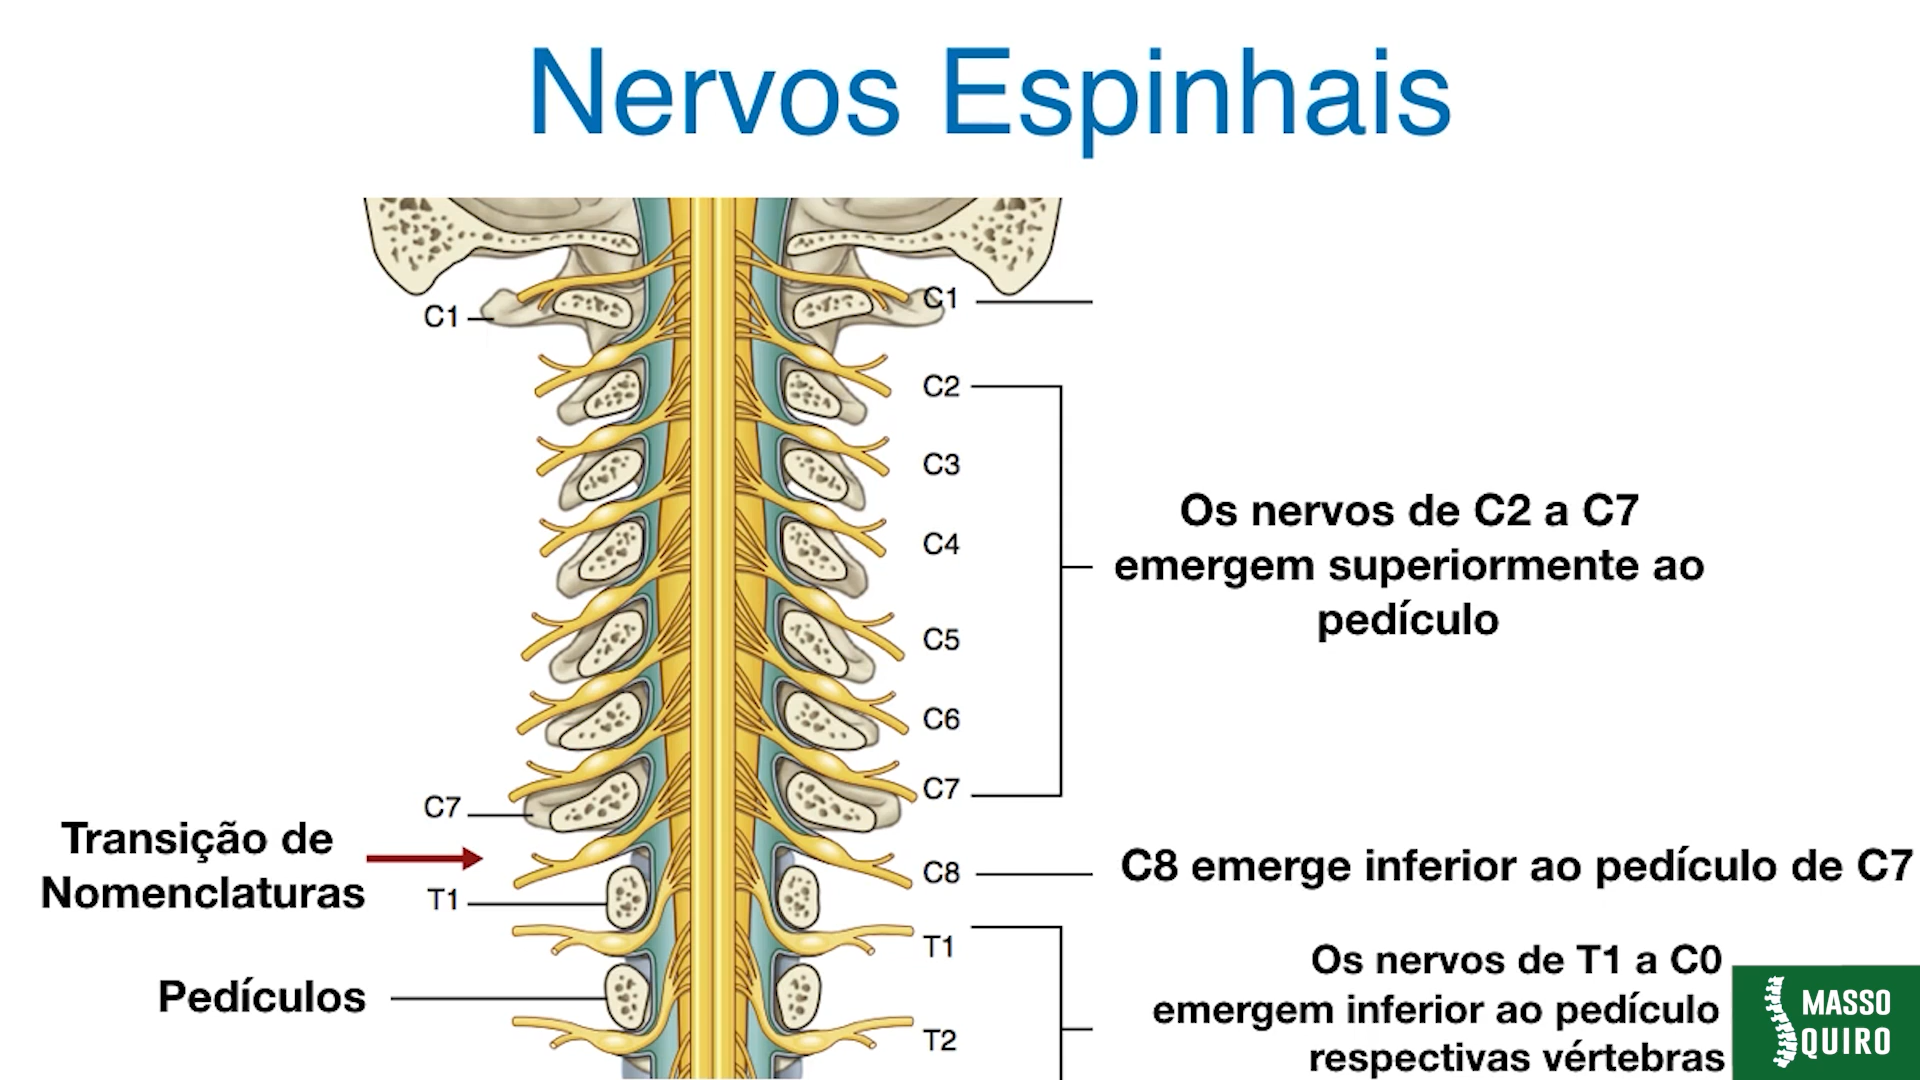 Nervos Espinhais
C1
C1
C2
C3
C4
C5
C6
C7
C8
T1
T2
C7
T1
Transição de
Nomenclaturas
Pedículos
Os nervos de C2 a C7
emergem superiormente ao
pedículo
C8 emerge inferior ao pedículo de C7
Os nervos de T1 a C0
emergem inferior ao pedículo
respectivas vértebras
MASSO
QUIRO